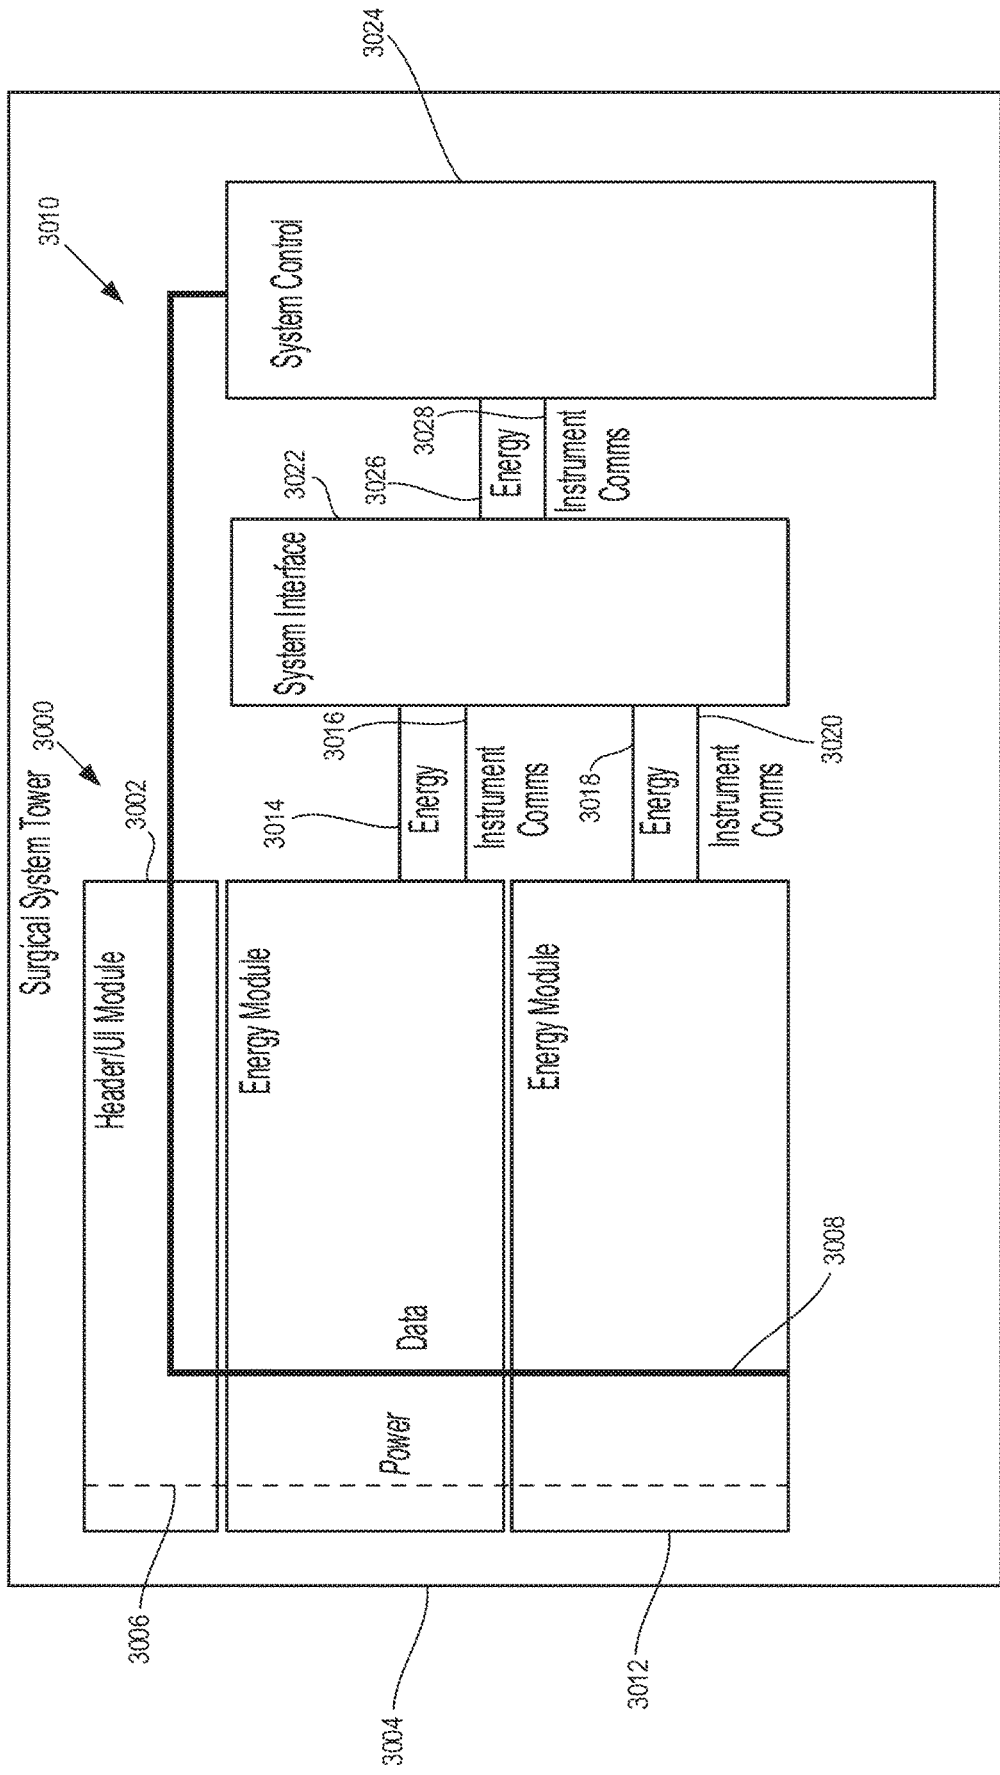 Surgical System Tower
3000
3010
3002
Header/UI Module
Energy Module
Energy Module
Power
Data
3014
Energy
3016
Instrument
Comms
3018
Energy
3020
Instrument
Comms
System Interface
3022
3026
Energy
3028
Instrument
Comms
System Control
3024
3004
3006
3012
3008